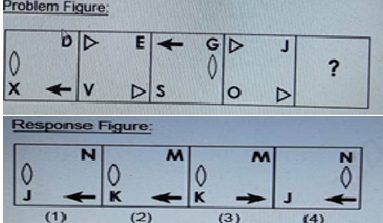 Problem Figure:
D E G J
?
X V S O
Response Figure:
N M M N
J K K J
(1) (2) (3) (4)